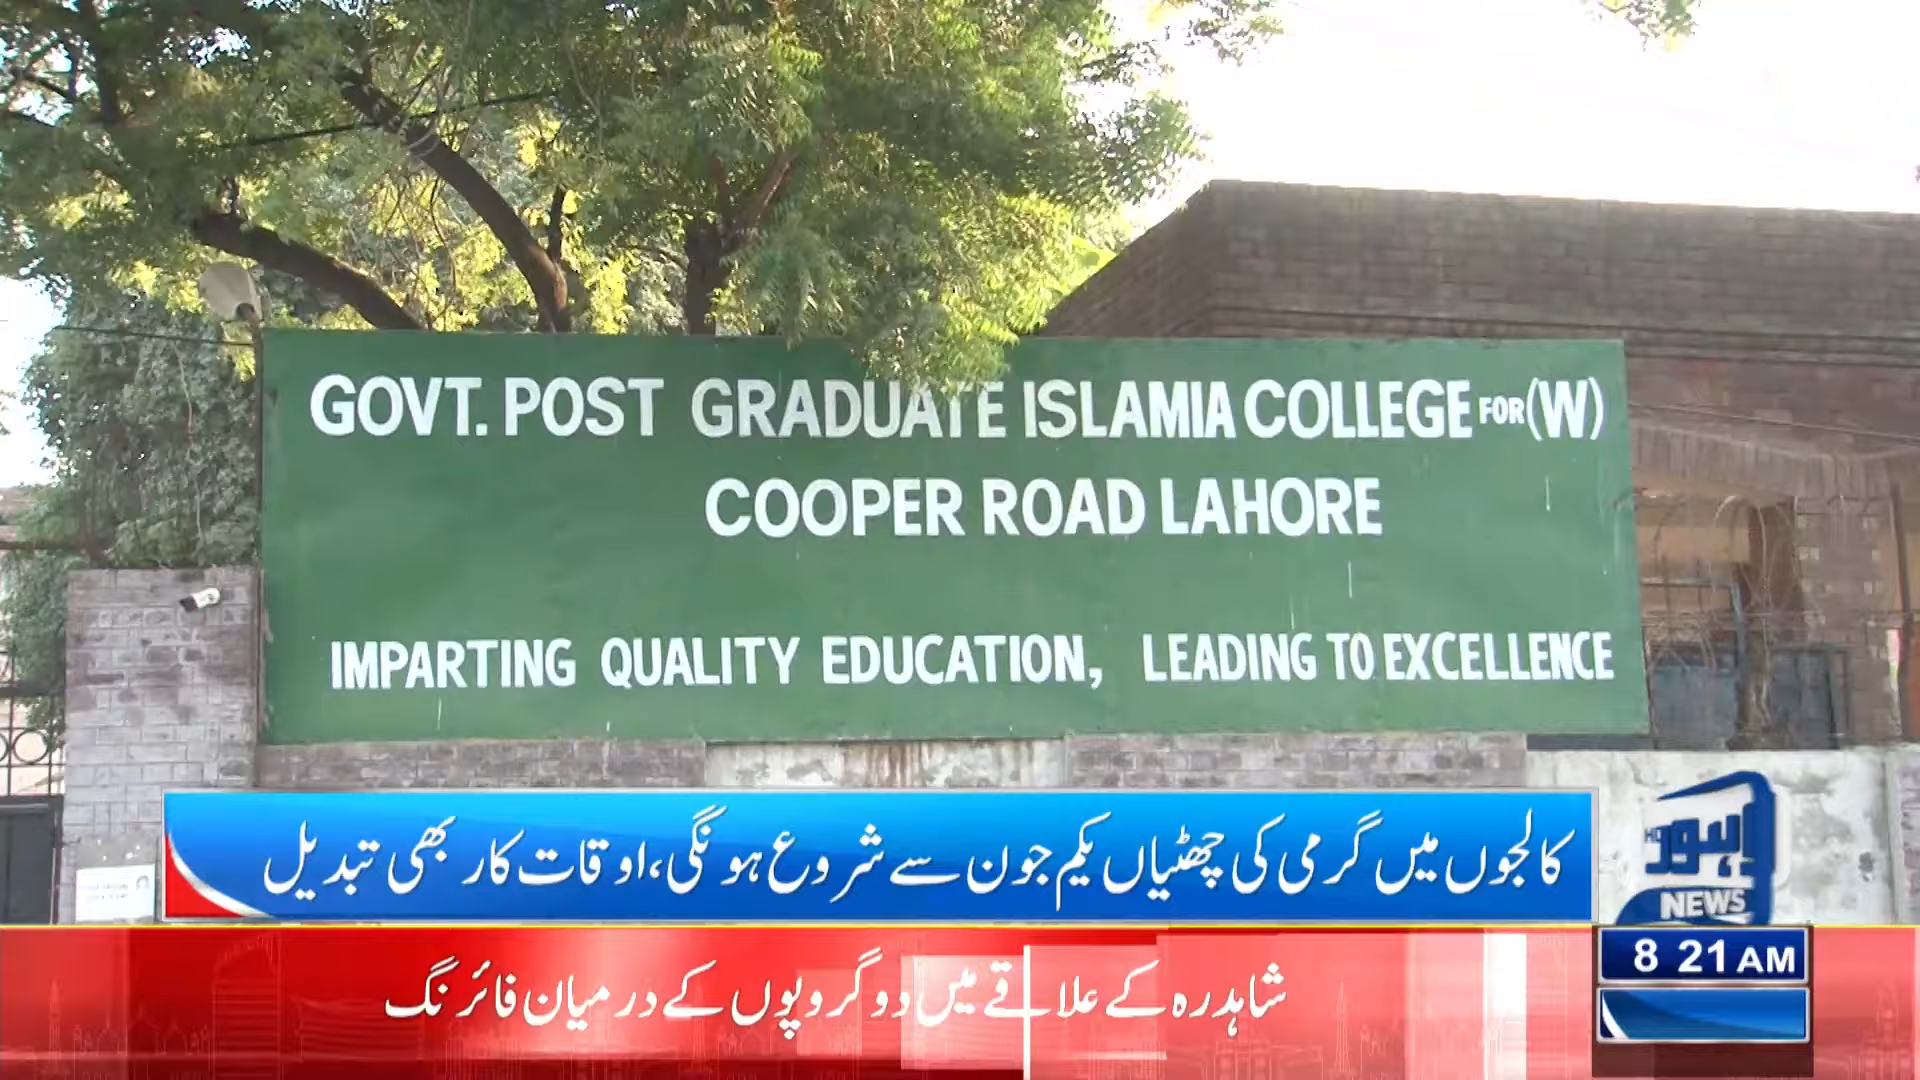 GOVT. POST GRADUATE ISLAMIA COLLEGE FOR (W)
COOPER ROAD LAHORE
IMPARTING QUALITY EDUCATION, LEADING TO EXCELLENCE
کالجوں میں گرمی کی چھٹیاں یکم جون سے شروع ہونگی، اوقات کار بھی تبدیل
لاہور HD
NEWS
8 21 AM
شاہدرہ کے علاقے میں دو گروپوں کے درمیان فائرنگ